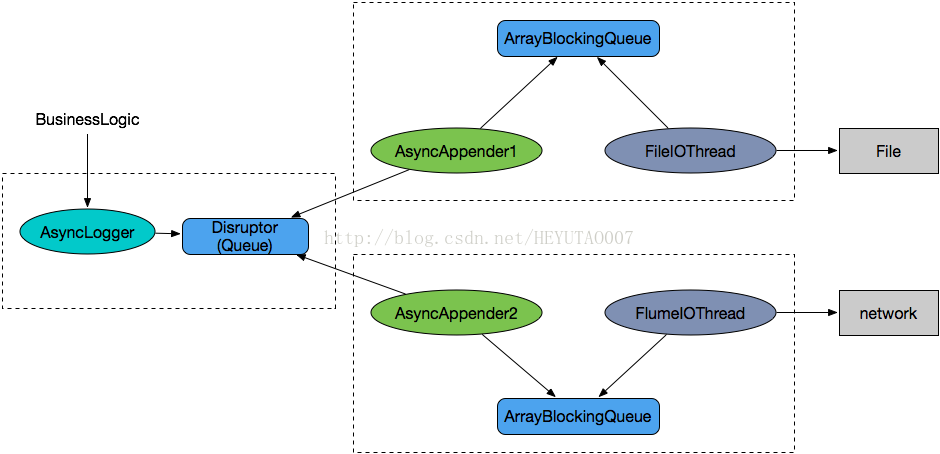 ArrayBlockingQueue
BusinessLogic
AsyncAppender1
FileIOThread
File
AsyncLogger
Disruptor
(Queue)
http://blog.csdn.net/HEYUTAO007
AsyncAppender2
FlumeIOThread
network
ArrayBlockingQueue